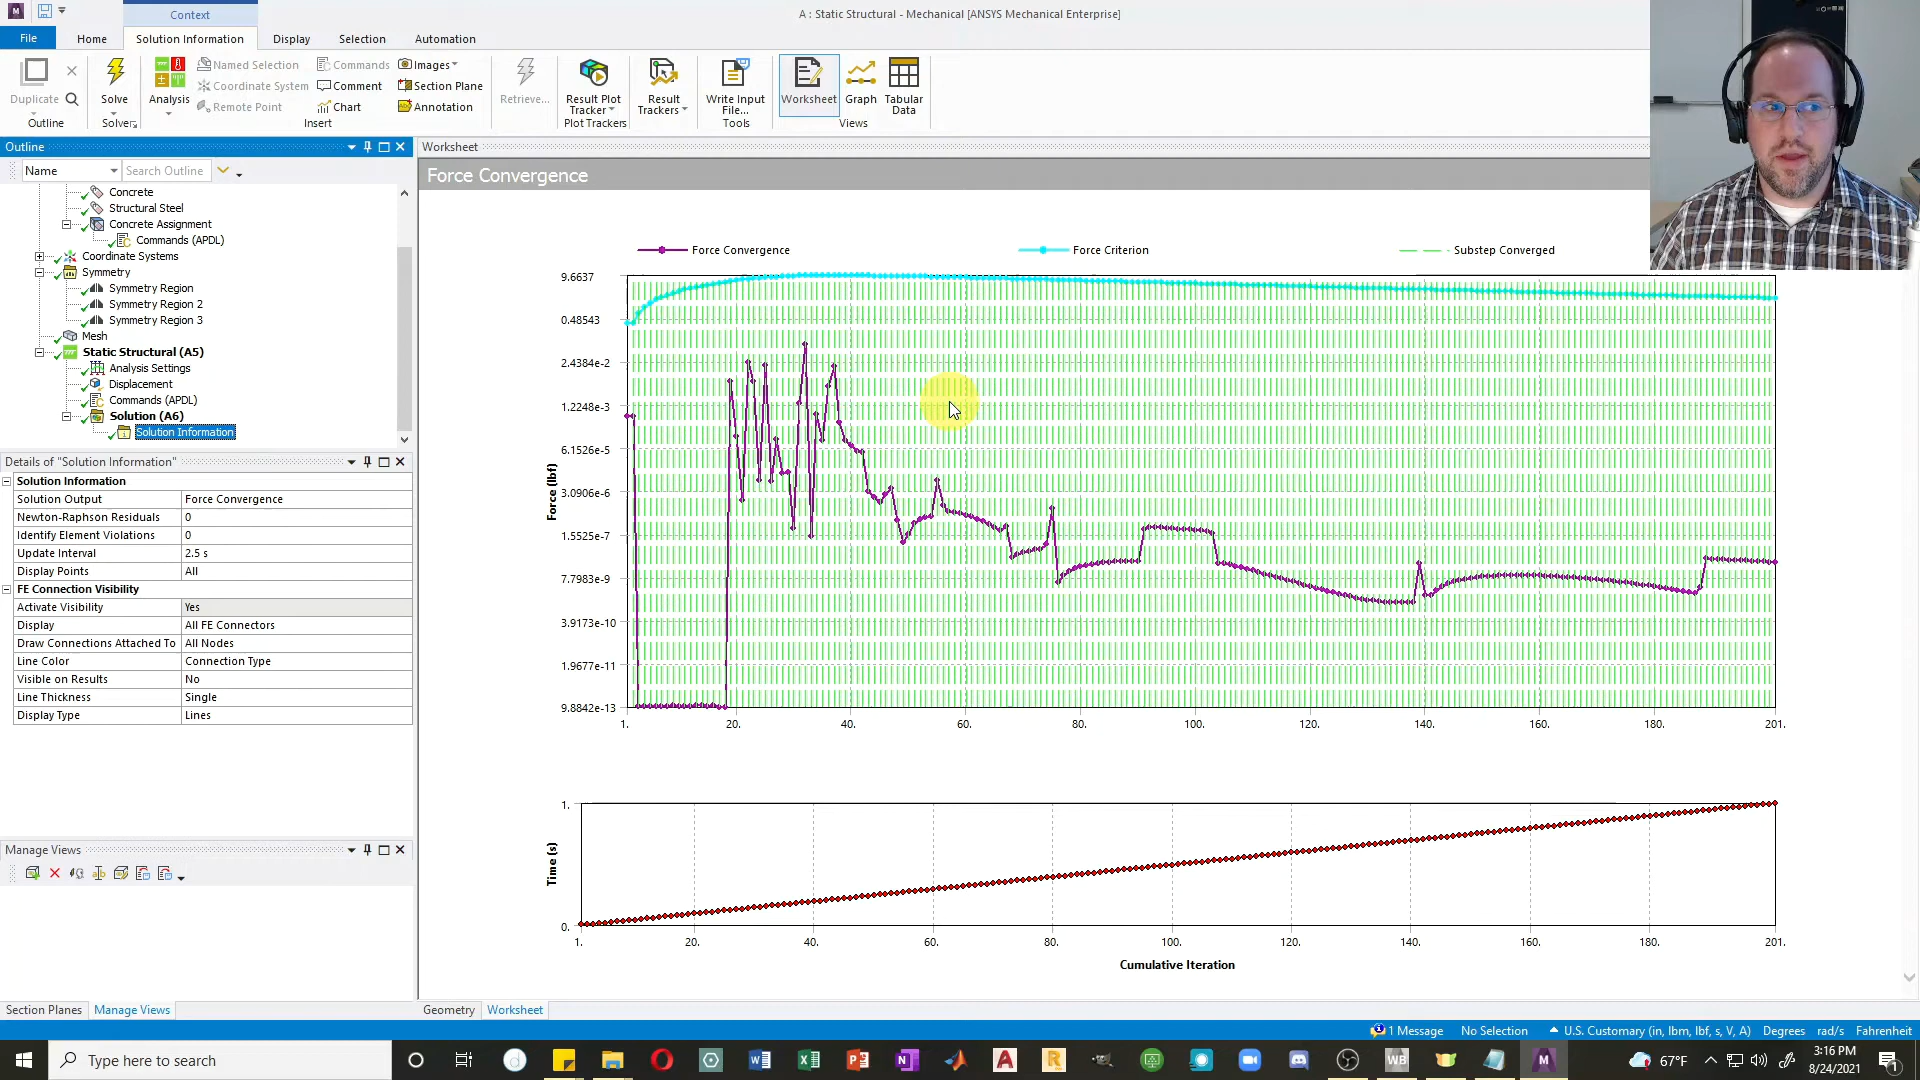 Context
A : Static Structural - Mechanical [ANSYS Mechanical Enterprise]
File
Home
Solution Information
Display
Selection
Automation
Duplicate
Solve
Analysis
Named Selection
Coordinate System
Remote Point
Commands
Comment
Chart
Images
Section Plane
Annotation
Retrieve...
Result Plot Tracker
Result Trackers
Write Input File...
Worksheet
Graph
Tabular Data
Outline
Solver
Insert
Plot Trackers
Tools
Views
Outline
Name
Search Outline
Concrete
Structural Steel
Concrete Assignment
Commands (APDL)
Coordinate Systems
Symmetry
Symmetry Region
Symmetry Region 2
Symmetry Region 3
Mesh
Static Structural (A5)
Analysis Settings
Displacement
Commands (APDL)
Solution (A6)
Solution Information
Details of "Solution Information"
Solution Information
Solution Output Force Convergence
Newton-Raphson Residuals 0
Identify Element Violations 0
Update Interval 2.5 s
Display Points All
FE Connection Visibility
Activate Visibility Yes
Display All FE Connectors
Draw Connections Attached To All Nodes
Line Color Connection Type
Visible on Results No
Line Thickness Single
Display Type Lines
Manage Views
Section Planes Manage Views
Worksheet
Force Convergence
Force Convergence Force Criterion Substep Converged
Force (lbf)
9.6637
0.48543
2.4384e-2
1.2248e-3
6.1526e-5
3.0906e-6
1.5525e-7
7.7983e-9
3.9173e-10
1.9677e-11
9.8842e-13
1. 20. 40. 60. 80. 100. 120. 140. 160. 180. 201.
Time (s)
1.
0.
1. 20. 40. 60. 80. 100. 120. 140. 160. 180. 201.
Cumulative Iteration
Geometry Worksheet
1 Message No Selection U.S. Customary (in, lbm, lbf, s, V, A) Degrees rad/s Fahrenheit
Type here to search
67°F
3:16 PM
8/24/2021